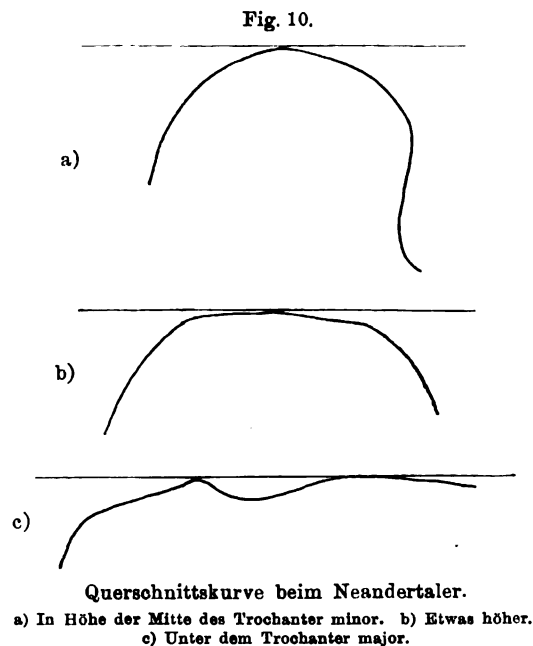 Fig. 10.
a)
b)
c)
Querschnittskurve beim Neandertaler.
a) In Höhe der Mitte des Trochanter minor. b) Etwas höher.
c) Unter dem Trochanter major.